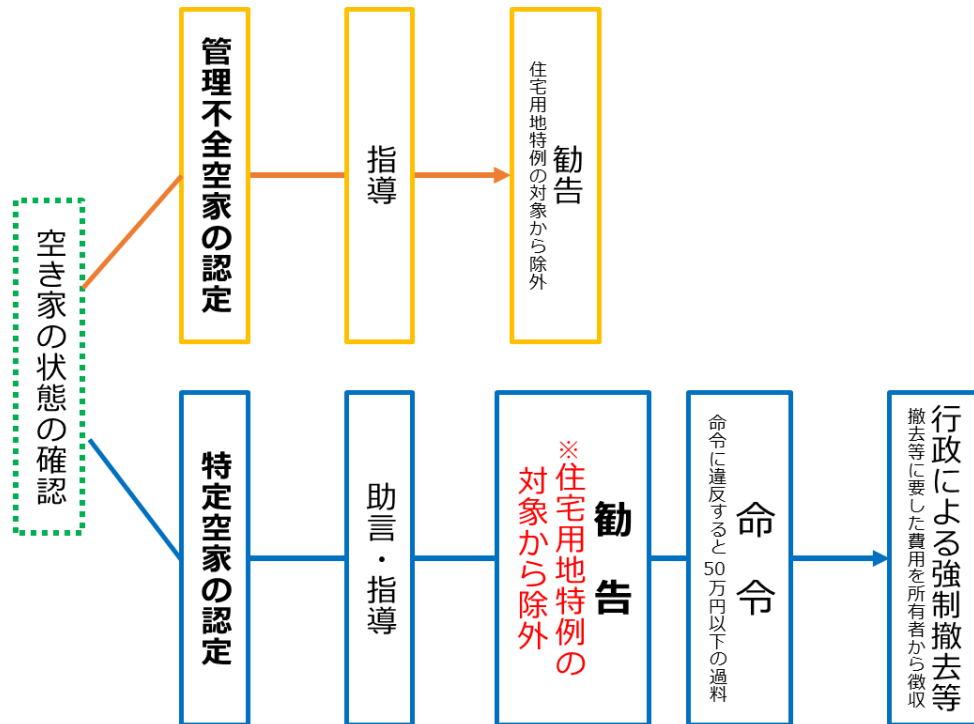 空き家の状態の確認
管理不全空家の認定
指導
勧告
住宅用地特例の対象から除外
特定空家の認定
助言・指導
勧 告
※住宅用地特例の
対象から除外
命 令
命令に違反すると50万円以下の過料
行政による強制撤去等
撤去等に要した費用を所有者から徴収